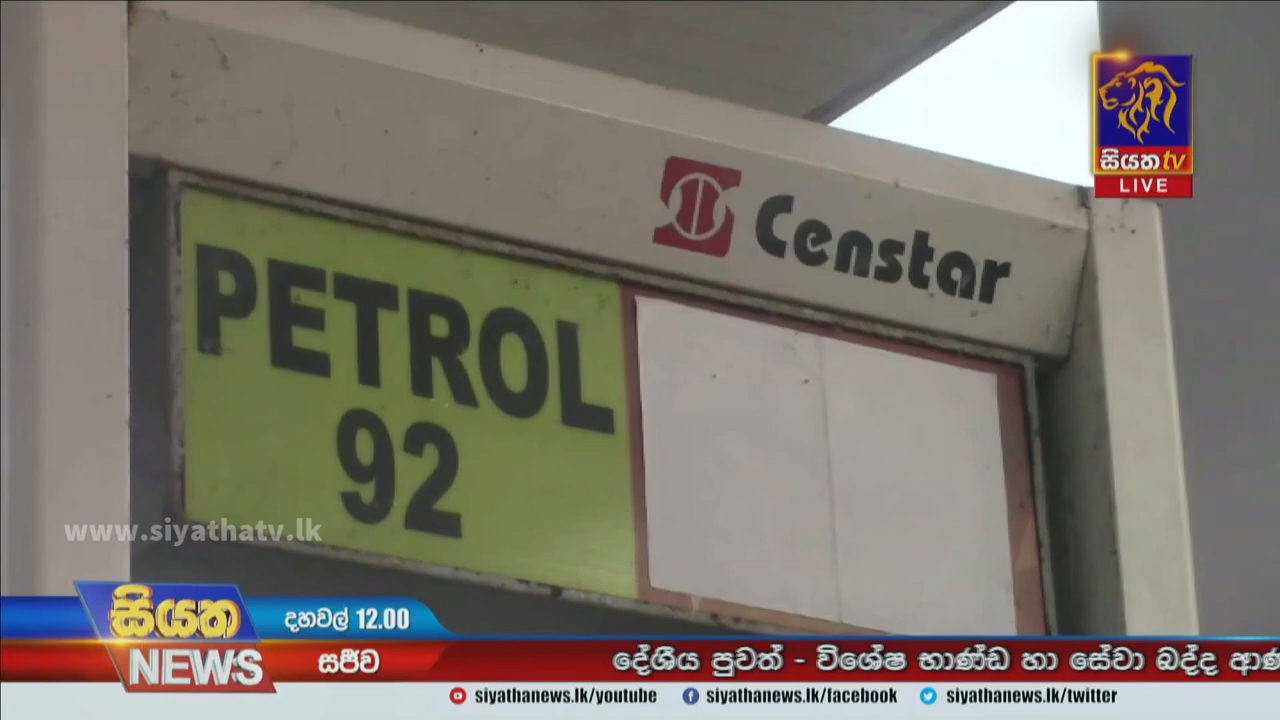 සියත tv
LIVE
Censtar
PETROL
92
www.siyathatv.lk
සියත
NEWS
දහවල් 12.00
සජීව
දේශීය පුවත් - විශේෂ භාණ්ඩ හා සේවා බද්ද
siyathanews.lk/youtube siyathanews.lk/facebook siyathanews.lk/twitter